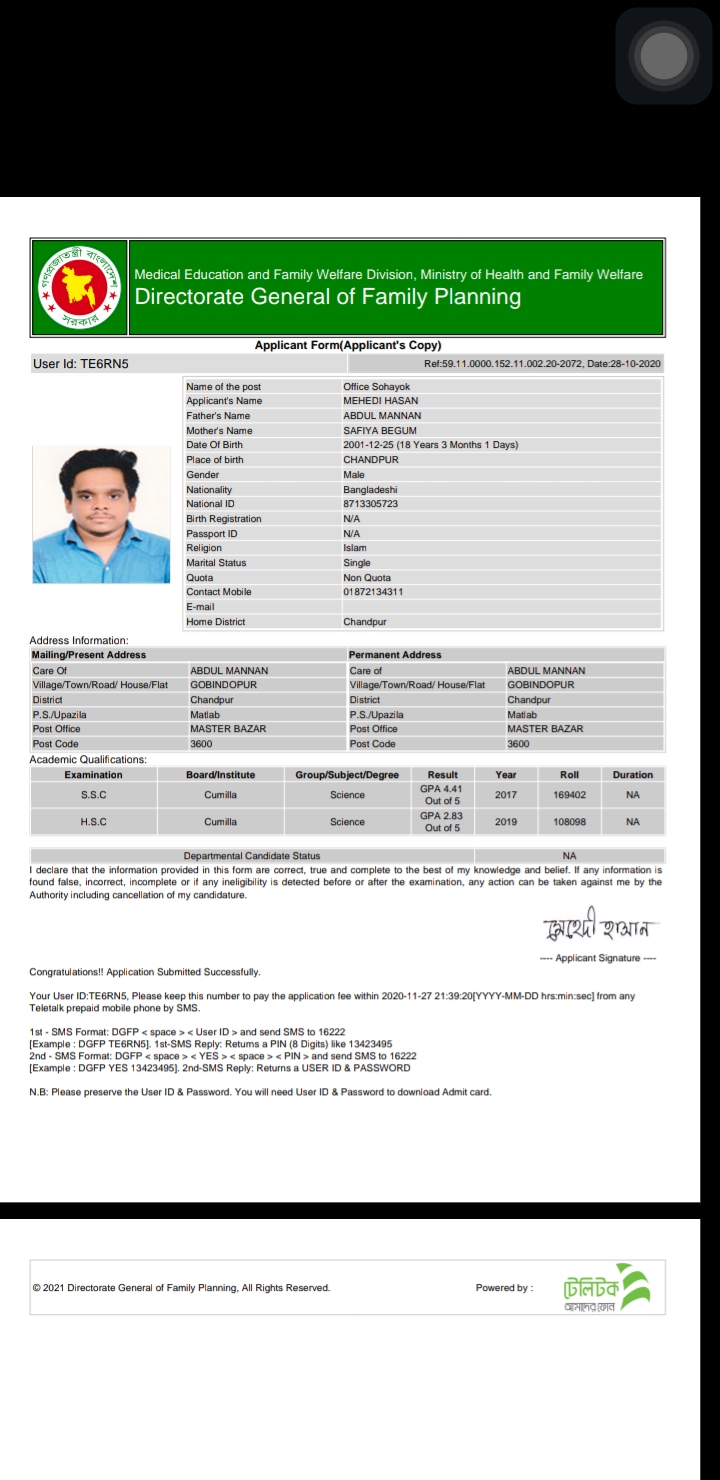 গণপ্রজাতন্ত্রী বাংলাদেশ
সরকার
Medical Education and Family Welfare Division, Ministry of Health and Family Welfare
Directorate General of Family Planning
Applicant Form(Applicant's Copy)
User Id: TE6RN5 Ref:59.11.0000.152.11.002.20-2072, Date:28-10-2020
Name of the post Office Sohayok
Applicant's Name MEHEDI HASAN
Father's Name ABDUL MANNAN
Mother's Name SAFIYA BEGUM
Date Of Birth 2001-12-25 (18 Years 3 Months 1 Days)
Place of birth CHANDPUR
Gender Male
Nationality Bangladeshi
National ID 8713305723
Birth Registration N/A
Passport ID N/A
Religion Islam
Marital Status Single
Quota Non Quota
Contact Mobile 01872134311
E-mail
Home District Chandpur
Address Information:
Mailing/Present Address Permanent Address
Care Of ABDUL MANNAN Care of ABDUL MANNAN
Village/Town/Road/ House/Flat GOBINDOPUR Village/Town/Road/ House/Flat GOBINDOPUR
District Chandpur District Chandpur
P.S./Upazila Matlab P.S./Upazila Matlab
Post Office MASTER BAZAR Post Office MASTER BAZAR
Post Code 3600 Post Code 3600
Academic Qualifications:
Examination Board/Institute Group/Subject/Degree Result Year Roll Duration
S.S.C Cumilla Science GPA 4.41 Out of 5 2017 169402 NA
H.S.C Cumilla Science GPA 2.83 Out of 5 2019 108098 NA
Departmental Candidate Status NA
I declare that the information provided in this form are correct, true and complete to the best of my knowledge and belief. If any information is
found false, incorrect, incomplete or if any ineligibility is detected before or after the examination, any action can be taken against me by the
Authority including cancellation of my candidature.
মেহেদী হাসান
---- Applicant Signature ----
Congratulations!! Application Submitted Successfully.
Your User ID:TE6RN5, Please keep this number to pay the application fee within 2020-11-27 21:39:20[YYYY-MM-DD hrs:min:sec] from any
Teletalk prepaid mobile phone by SMS.
1st - SMS Format: DGFP < space > < User ID > and send SMS to 16222
[Example : DGFP TE6RN5]. 1st-SMS Reply: Returns a PIN (8 Digits) like 13423495
2nd - SMS Format: DGFP < space > < YES > < space > < PIN > and send SMS to 16222
[Example : DGFP YES 13423495]. 2nd-SMS Reply: Returns a USER ID & PASSWORD
N.B: Please preserve the User ID & Password. You will need User ID & Password to download Admit card.
© 2021 Directorate General of Family Planning, All Rights Reserved. Powered by :
টেলিটক
আমাদের ফোন